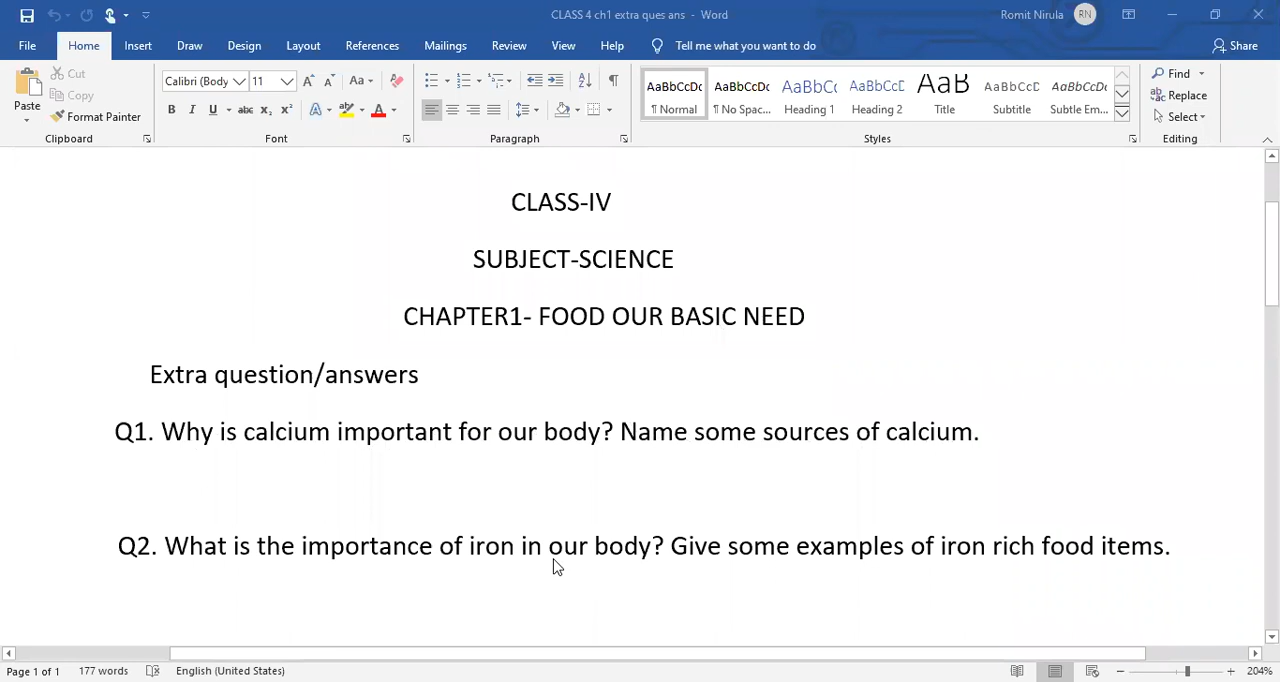 CLASS 4 ch1 extra ques ans - Word
Romit Nirula RN
File Home Insert Draw Design Layout References Mailings Review View Help Tell me what you want to do Share
Paste
Cut
Copy
Format Painter
Clipboard
Calibri (Body 11
Font
Paragraph
AaBbCcDc AaBbCcDc AaBbCc AaBbCcD AaB AaBbCcD AaBbCcDc
¶ Normal ¶ No Spac... Heading 1 Heading 2 Title Subtitle Subtle Em...
Styles
Find
Replace
Select
Editing
CLASS-IV
SUBJECT-SCIENCE
CHAPTER1- FOOD OUR BASIC NEED
Extra question/answers
Q1. Why is calcium important for our body? Name some sources of calcium.
Q2. What is the importance of iron in our body? Give some examples of iron rich food items.
Page 1 of 1 177 words English (United States) 204%